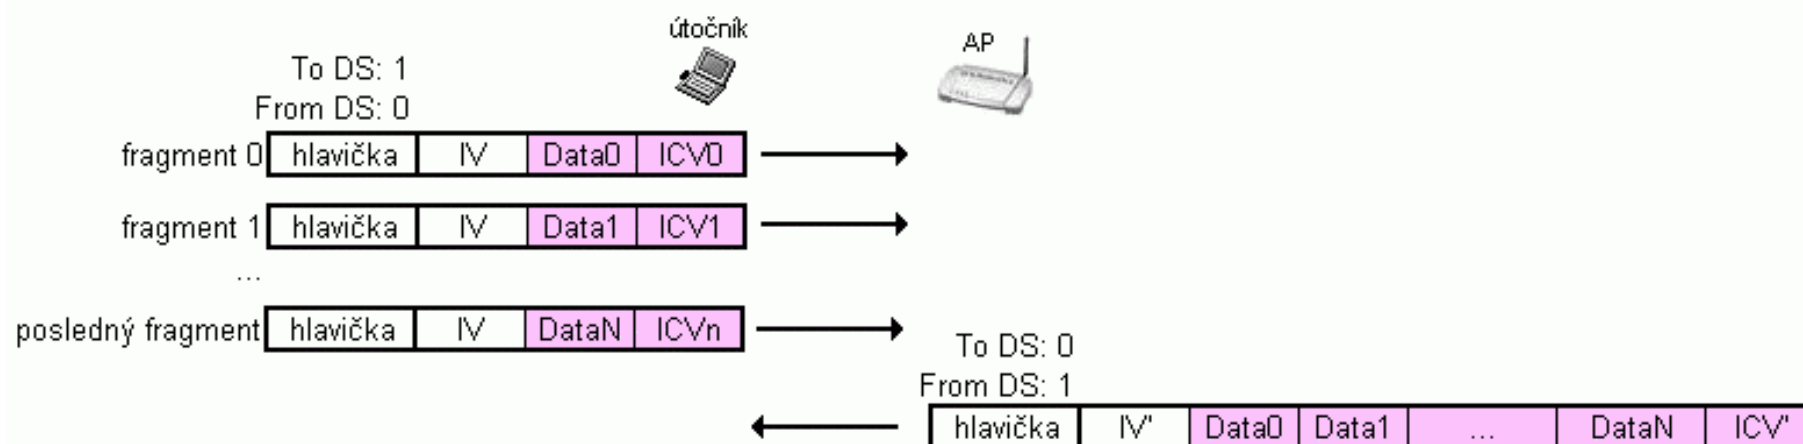 útočník
AP
To DS: 1
From DS: 0
fragment 0 hlavička IV Data0 ICV0
fragment 1 hlavička IV Data1 ICV1
...
posledný fragment hlavička IV DataN ICVn
To DS: 0
From DS: 1
hlavička IV' Data0 Data1 ... DataN ICV'